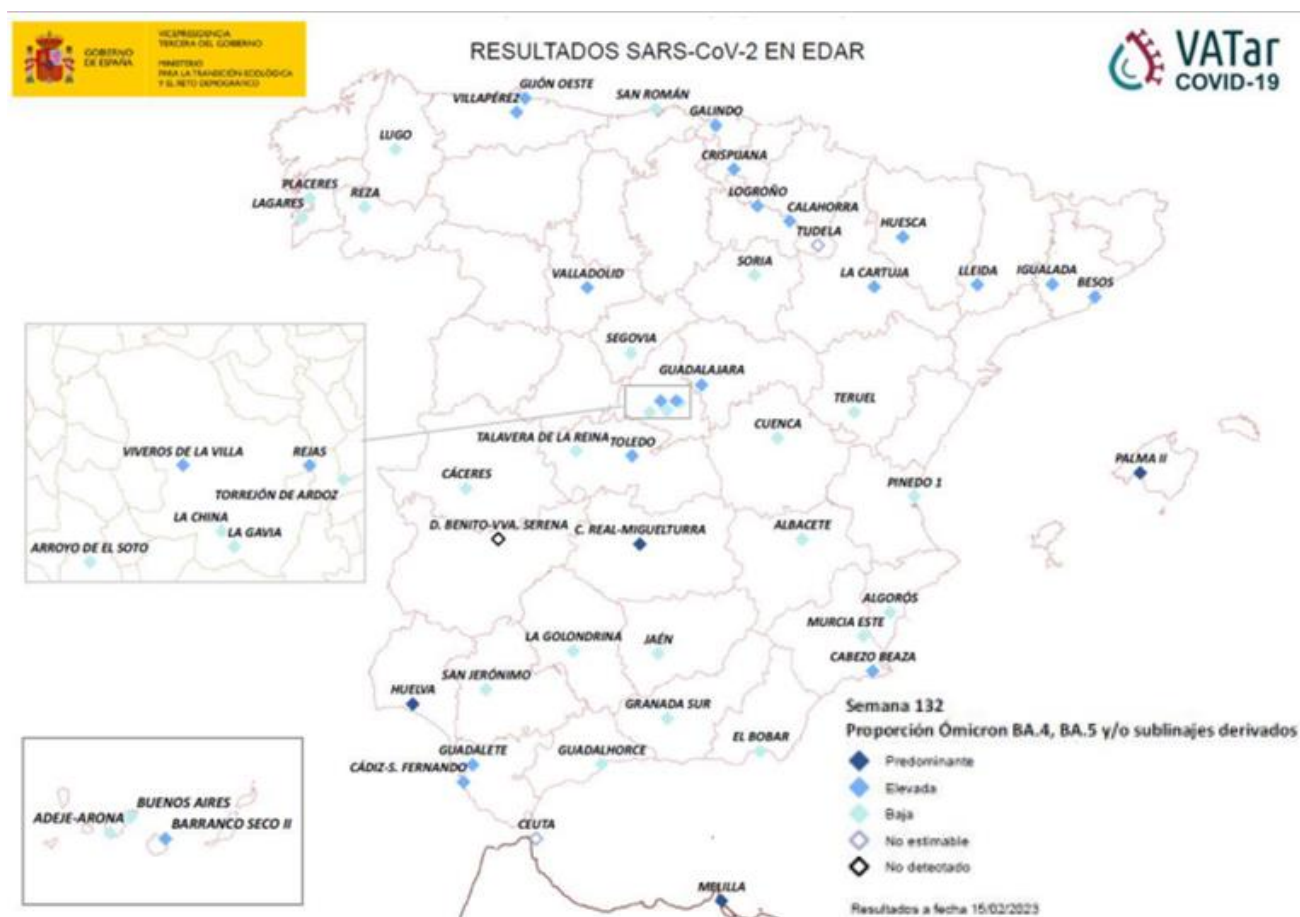 GOBIERNO
DE ESPAÑA
VICEPRESIDENCIA
TERCERA DEL GOBIERNO
MINISTERIO
PARA LA TRANSICIÓN ECOLÓGICA
Y EL RETO DEMOGRÁFICO
RESULTADOS SARS-CoV-2 EN EDAR
VATar
COVID-19
GIJÓN OESTE
VILLAPÉREZ
SAN ROMÁN
GALINDO
LUGO
CRISPIJANA
PLACERES
REZA
LAGARES
LOGROÑO
CALAHORRA
TUDELA
HUESCA
SORIA
VALLADOLID
LA CARTUJA
LLEIDA
IGUALADA
BESOS
SEGOVIA
GUADALAJARA
TERUEL
CUENCA
TALAVERA DE LA REINA
TOLEDO
VIVEROS DE LA VILLA
REJAS
TORREJÓN DE ARDOZ
LA CHINA
LA GAVIA
ARROYO DE EL SOTO
CÁCERES
PALMA II
PINEDO 1
D. BENITO-VVA. SERENA
C. REAL-MIGUELTURRA
ALBACETE
ALGORÓS
MURCIA ESTE
LA GOLONDRINA
JAÉN
CABEZO BEAZA
SAN JERÓNIMO
HUELVA
GRANADA SUR
EL BOBAR
GUADALETE
GUADALHORCE
CÁDIZ-S. FERNANDO
BUENOS AIRES
ADEJE-ARONA
BARRANCO SECO II
CEUTA
MELILLA
Semana 132
Proporción Ómicron BA.4, BA.5 y/o sublinajes derivados
Predominante
Elevada
Baja
No estimable
No detectado
Resultados a fecha 15/02/2023